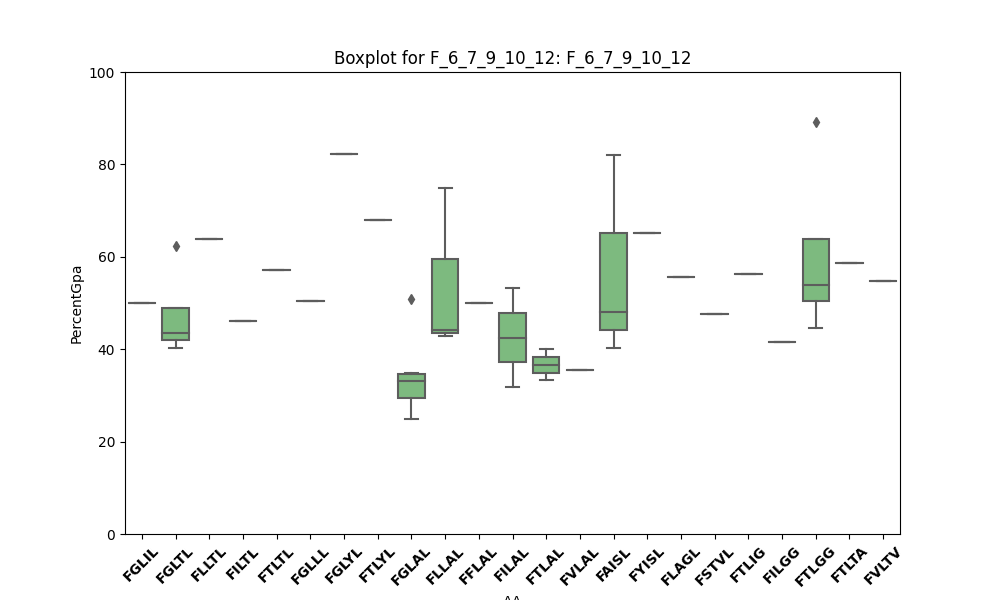 Boxplot for F_6_7_9_10_12: F_6_7_9_10_12
PercentGpa
100
80
60
40
20
0
FGLIL FGLTL FLLTL FILTL FTLTL FGLLL FGLYL FTLYL FGLAL FLLAL FFLAL FILAL FTLAL FVLAL FAISL FYISL FLAGL FSTVL FTLIG FILGG FTLGG FTLTA FVLTV
AA